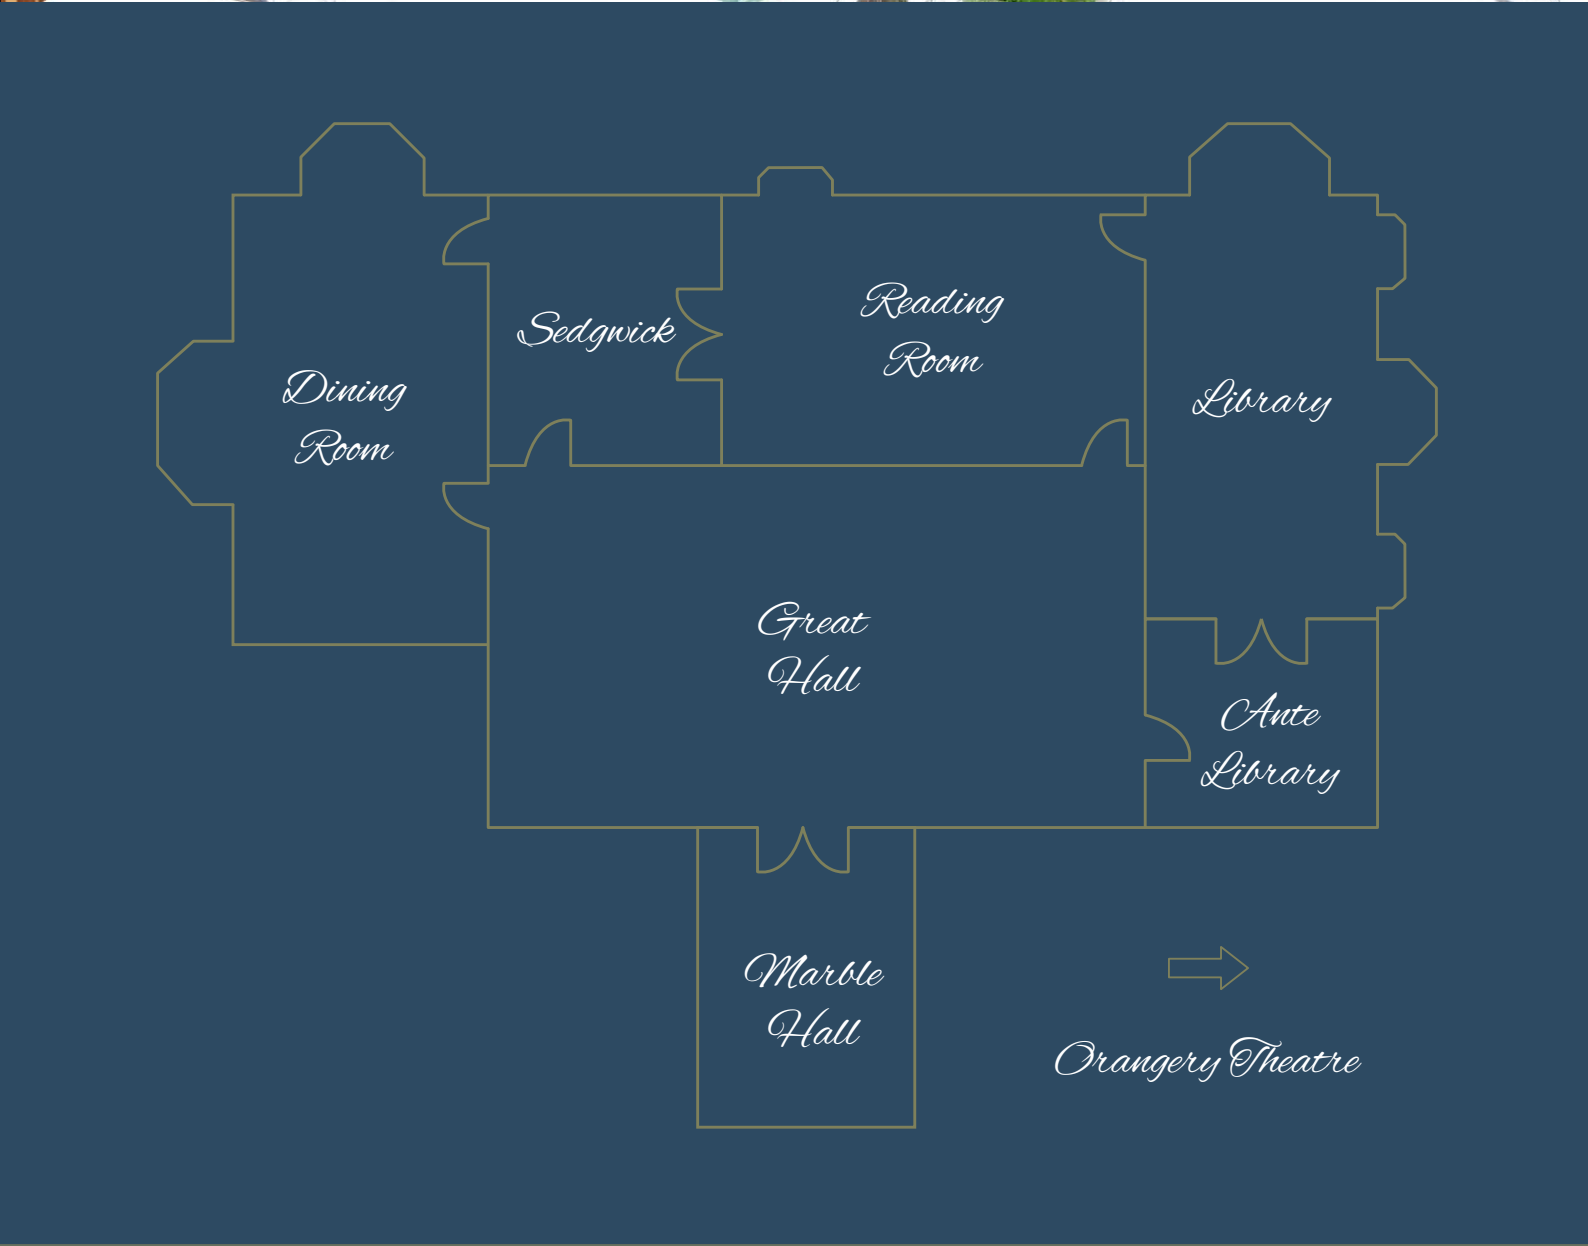 Reading
Room
Sedgwick
Dining
Room
Library
Great
Hall
Ante
Library
Marble
Hall
Orangery Theatre